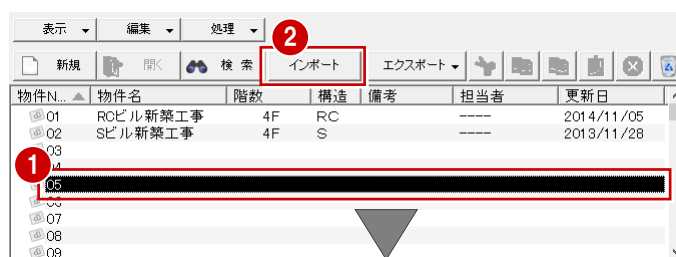 表示 ▼ 編集 ▼ 処理 ▼
2
新規 開く 検索 インポート エクスポート ▼
物件N... ▲ 物件名 階数 構造 備考 担当者 更新日
01 RCビル新築工事 4F RC ---- 2014/11/05
02 Sビル新築工事 4F S ---- 2013/11/28
03
1
04
05
06
07
08
09